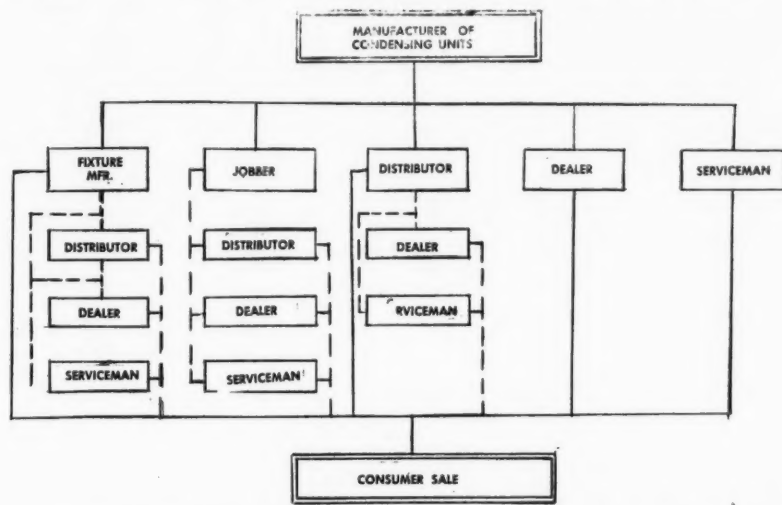 MANUFACTURER OF
CONDENSING UNITS
FIXTURE
MFR.
JOBBER
DISTRIBUTOR
DEALER
SERVICEMAN
DISTRIBUTOR
DISTRIBUTOR
DEALER
DEALER
DEALER
RVICEMAN
SERVICEMAN
SERVICEMAN
CONSUMER SALE